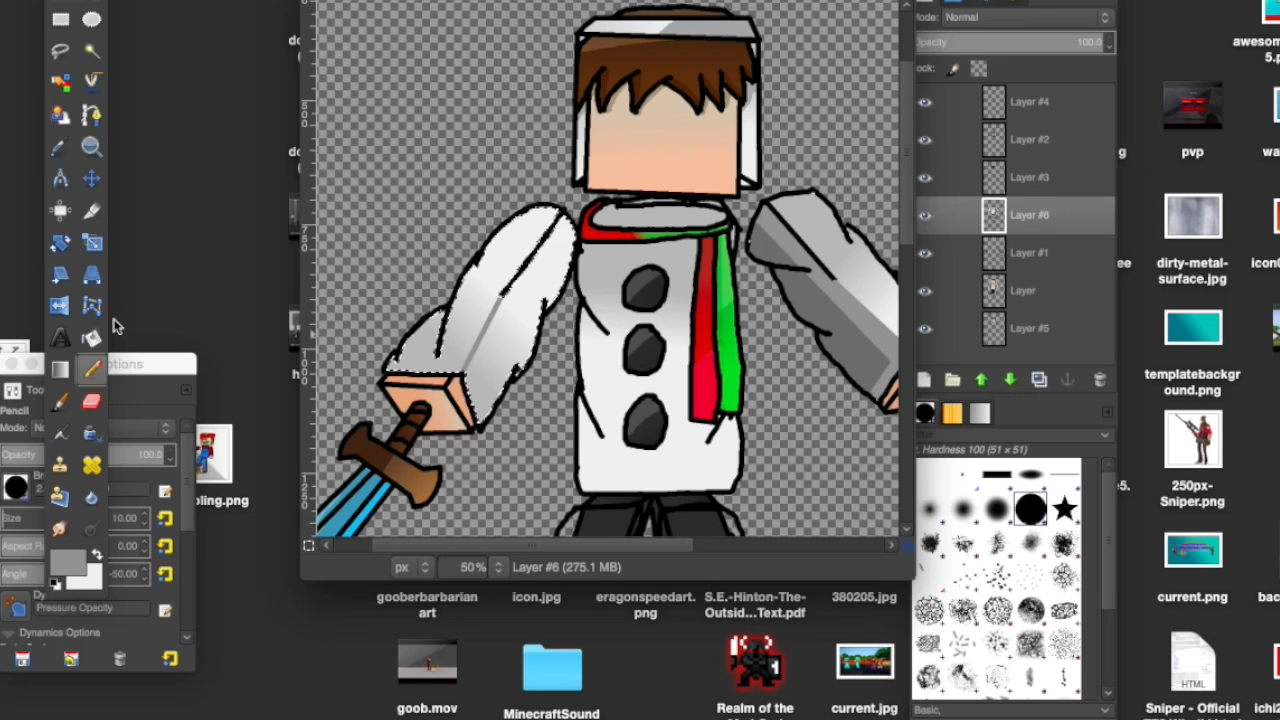 Mode: Normal
Opacity 100.0
Lock:
Layer #4
Layer #2
Layer #3
Layer #6
Layer #1
Layer
Layer #5
2. Hardness 100 (51 × 51)
Basic,
Pencil
Mode:
Opacity 100.0
Size 10.00
0.00
Angle -50.00
Pressure Opacity
Dynamics Options
px 50% Layer #6 (275.1 MB)
bling.png
gooberbarbarian
art
icon.jpg
eragonspeedart.
png
S.E.-Hinton-The-
Outsid...Text.pdf
380205.jpg
goob.mov
MinecraftSound
Realm of the
current.jpg
pvp
dirty-metal-
surface.jpg
templatebackgr
ound.png
250px-
Sniper.png
current.png
HTML
Sniper - Official
awesom
5.p